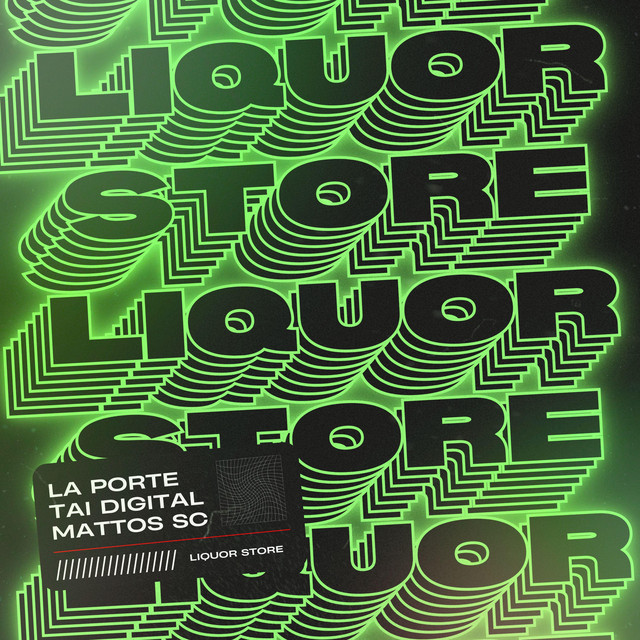 LIQUOR
STORE
LIQUOR
STORE
LA PORTE
TAI DIGITAL
MATTOS SC
LIQUOR STORE
LIQUOR